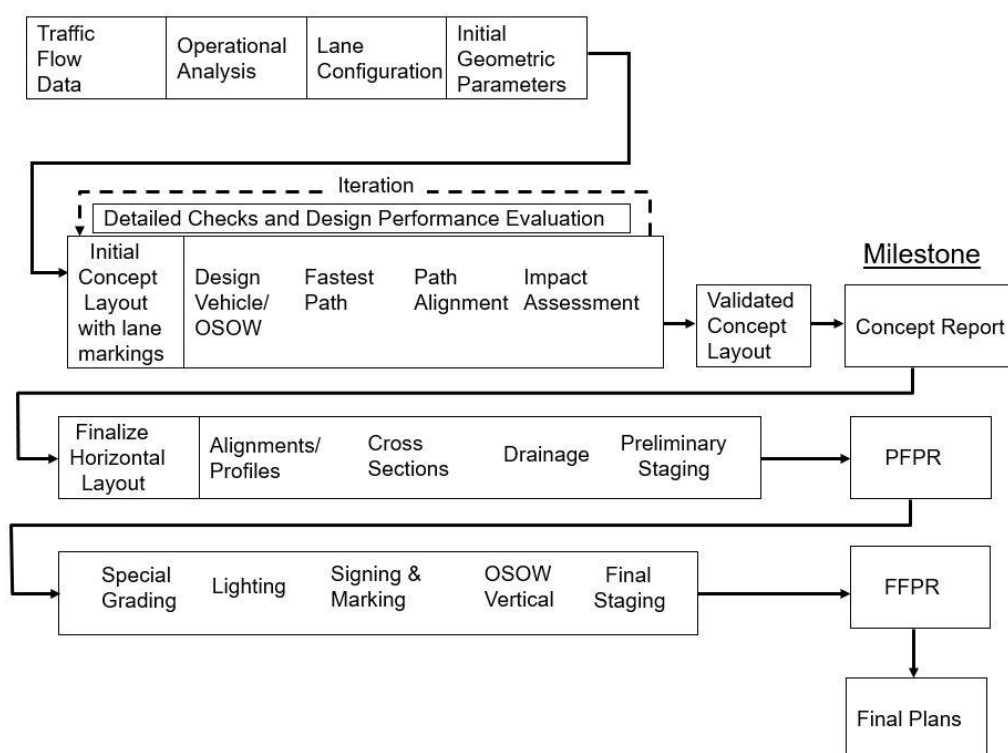 Traffic
Flow
Data
Operational
Analysis
Lane
Configuration
Initial
Geometric
Parameters
Iteration
Detailed Checks and Design Performance Evaluation
Initial
Concept
Layout
with lane
markings
Design
Vehicle/
OSOW
Fastest
Path
Path
Alignment
Impact
Assessment
Validated
Concept
Layout
Milestone
Concept Report
Finalize
Horizontal
Layout
Alignments/
Profiles
Cross
Sections
Drainage
Preliminary
Staging
PFPR
Special
Grading
Lighting
Signing &
Marking
OSOW
Vertical
Final
Staging
FFPR
Final Plans